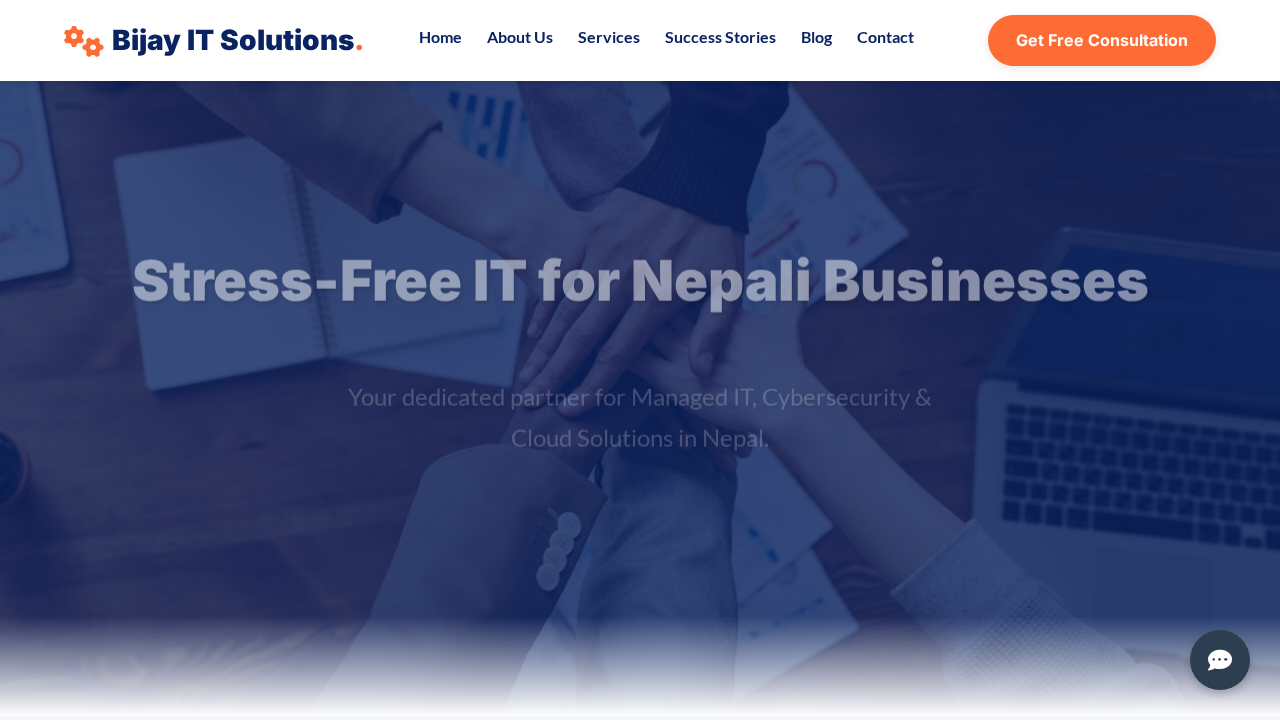 Bijay IT Solutions.
Home About Us Services Success Stories Blog Contact
Get Free Consultation
Stress-Free IT for Nepali Businesses
Your dedicated partner for Managed IT, Cybersecurity &
Cloud Solutions in Nepal.